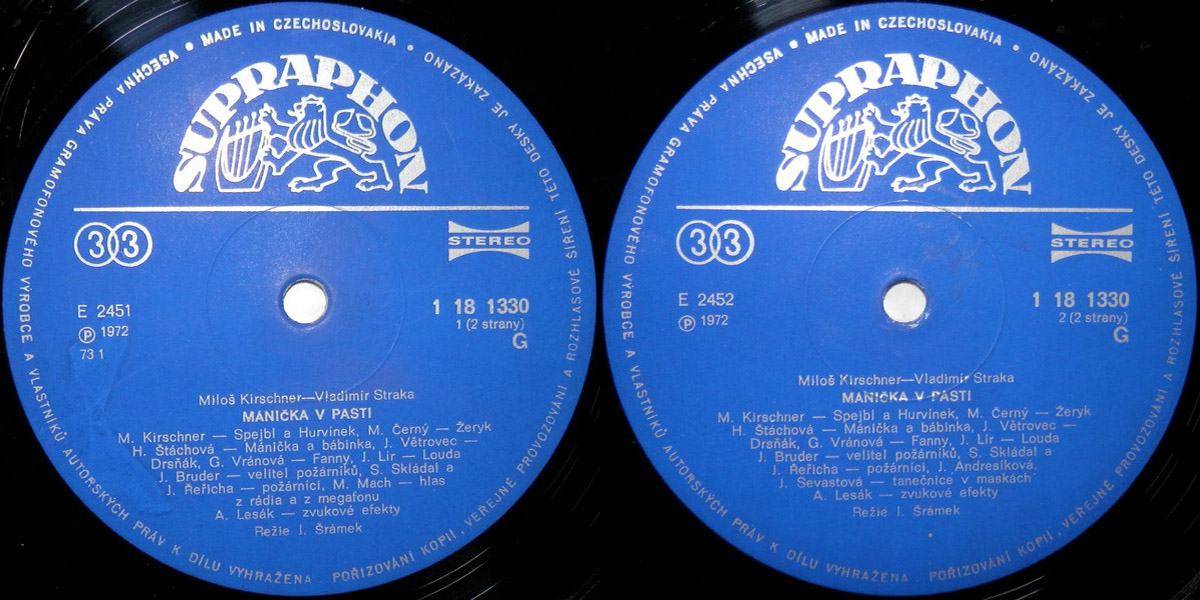 VŠECHNA PRÁVA GRAMOFONOVÉHO VÝROBCE A VLASTNÍKŮ AUTORSKÝCH PRÁV K DÍLU VYHRAŽENA . POŘIZOVÁNÍ KOPIÍ, VEŘEJNÉ PROVOZOVÁNÍ A ROZHLASOVÉ ŠÍŘENÍ TÉTO DESKY JE ZAKÁZÁNO
• MADE IN CZECHOSLOVAKIA •
SUPRAPHON
33
STEREO
E 2451
Ⓟ 1972
73 1
1 18 1330
1 (2 strany)
G
Miloš Kirschner—Vladimír Straka
MÁNIČKA V PASTI
M. Kirschner — Spejbl a Hurvínek, M. Černý — Žeryk
H. Štáchová — Mánička a bábinka, J. Větrovec —
Drsňák, G. Vránová — Fanny, J. Lír — Louda
J. Bruder — velitel požárníků, S. Skládal a
J. Řeřicha — požárníci, M. Mach — hlas
z rádia a z megafonu
A. Lesák — zvukové efekty
Režie J. Šrámek
VŠECHNA PRÁVA GRAMOFONOVÉHO VÝROBCE A VLASTNÍKŮ AUTORSKÝCH PRÁV K DÍLU VYHRAŽENA . POŘIZOVÁNÍ KOPIÍ, VEŘEJNÉ PROVOZOVÁNÍ A ROZHLASOVÉ ŠÍŘENÍ TÉTO DESKY JE ZAKÁZÁNO
• MADE IN CZECHOSLOVAKIA •
SUPRAPHON
33
STEREO
E 2452
Ⓟ 1972
1 18 1330
2 (2 strany)
G
Miloš Kirschner—Vladimír Straka
MÁNIČKA V PASTI
M. Kirschner — Spejbl a Hurvínek, M. Černý — Žeryk
H. Štáchová — Mánička a bábinka, J. Větrovec —
Drsňák, G. Vránová — Fanny, J. Lír — Louda
J. Bruder — velitel požárníků, S. Skládal a
J. Řeřicha — požárníci, J. Andresíková,
J. Sevastová — tanečnice v maskách
A. Lesák — zvukové efekty
Režie J. Šrámek